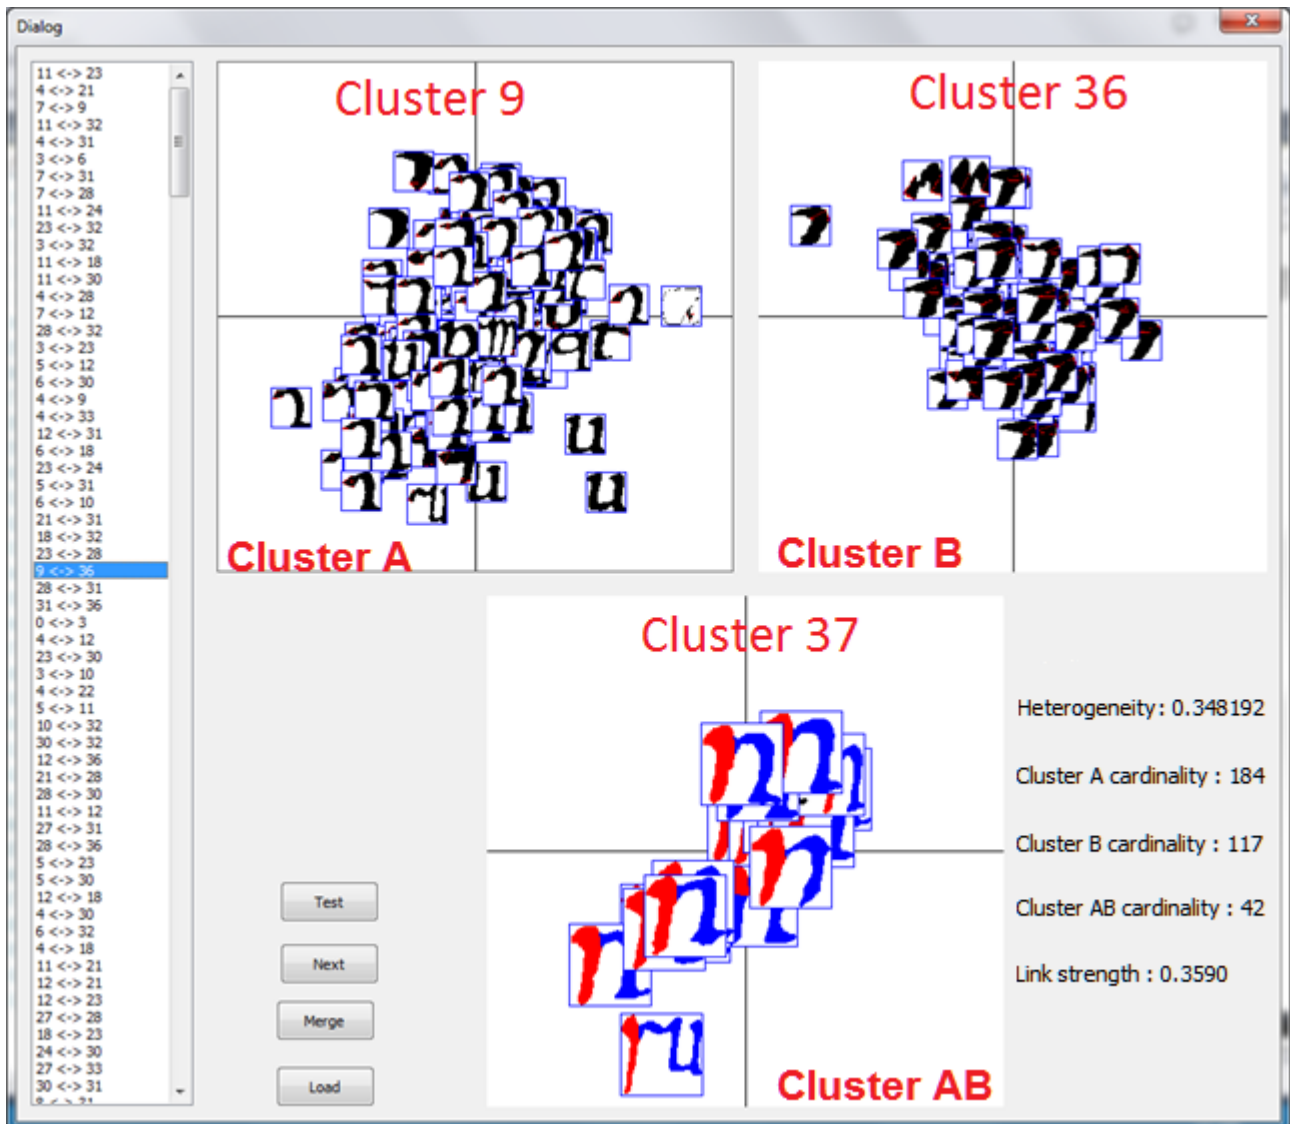 Dialog
11 <-> 23
4 <-> 21
7 <-> 9
11 <-> 32
4 <-> 31
3 <-> 6
7 <-> 31
7 <-> 28
11 <-> 24
23 <-> 32
3 <-> 32
11 <-> 18
11 <-> 30
4 <-> 28
7 <-> 12
28 <-> 32
3 <-> 23
5 <-> 12
6 <-> 30
4 <-> 9
4 <-> 33
12 <-> 31
6 <-> 18
23 <-> 24
5 <-> 31
6 <-> 10
21 <-> 31
18 <-> 32
23 <-> 28
9 <-> 36
28 <-> 31
31 <-> 36
0 <-> 3
4 <-> 12
23 <-> 30
3 <-> 10
4 <-> 22
5 <-> 11
10 <-> 32
30 <-> 32
12 <-> 36
21 <-> 28
28 <-> 30
11 <-> 12
27 <-> 31
28 <-> 36
5 <-> 23
5 <-> 30
12 <-> 18
4 <-> 30
6 <-> 32
4 <-> 18
11 <-> 21
12 <-> 21
12 <-> 23
27 <-> 28
18 <-> 23
24 <-> 30
27 <-> 33
30 <-> 31
Cluster 9
Cluster A
Cluster 36
Cluster B
Cluster 37
Cluster AB
Heterogeneity: 0.348192
Cluster A cardinality : 184
Cluster B cardinality : 117
Cluster AB cardinality : 42
Link strength : 0.3590
Test
Next
Merge
Load